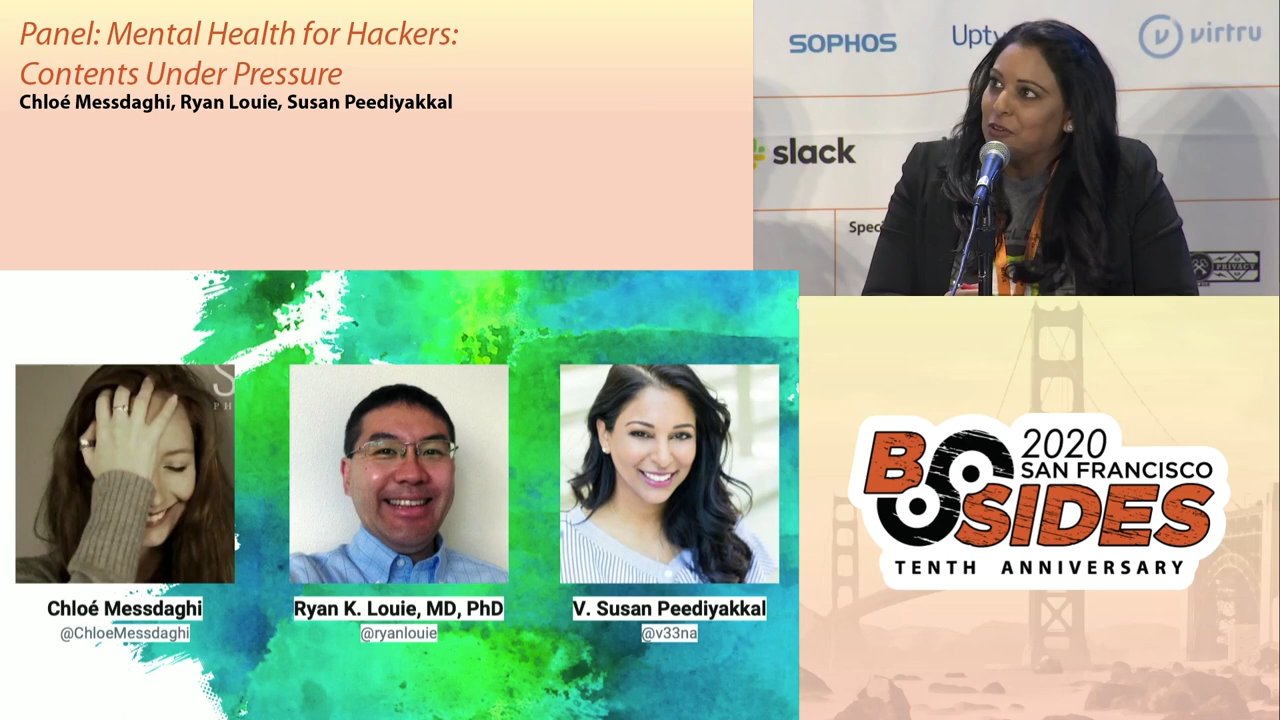 Panel: Mental Health for Hackers:
Contents Under Pressure
Chloé Messdaghi, Ryan Louie, Susan Peediyakkal
SOPHOS
virtru
slack
PRIVACY
Chloé Messdaghi
@ChloeMessdaghi
Ryan K. Louie, MD, PhD
@ryanlouie
V. Susan Peediyakkal
@v33na
2020
SAN FRANCISCO
BSIDES
TENTH ANNIVERSARY